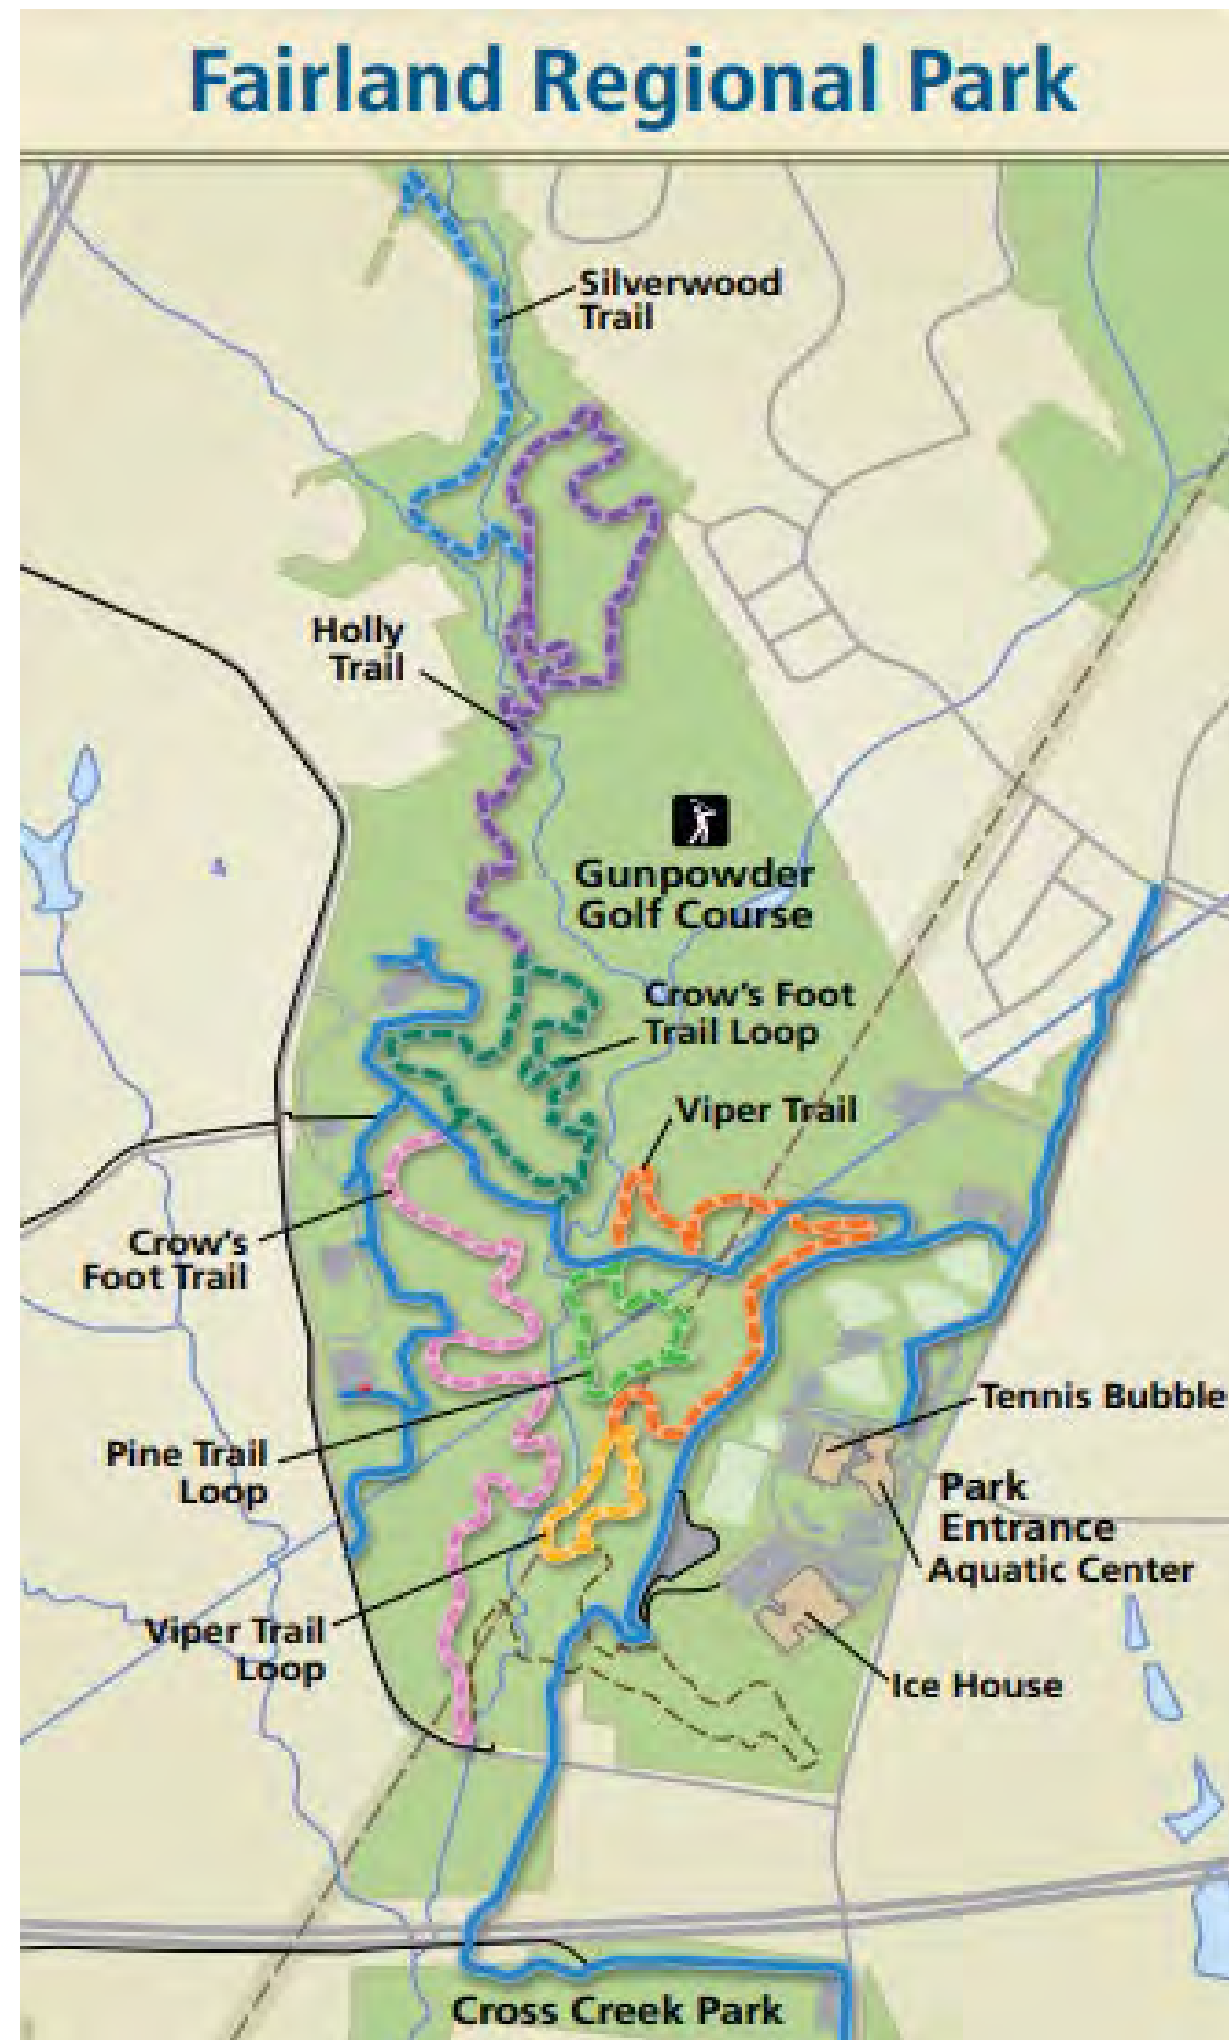 Fairland Regional Park
Silverwood
Trail
Holly
Trail
Gunpowder
Golf Course
Crow's Foot
Trail Loop
Viper Trail
Crow's
Foot Trail
Tennis Bubble
Pine Trail
Loop
Park
Entrance
Aquatic Center
Viper Trail
Loop
Ice House
Cross Creek Park